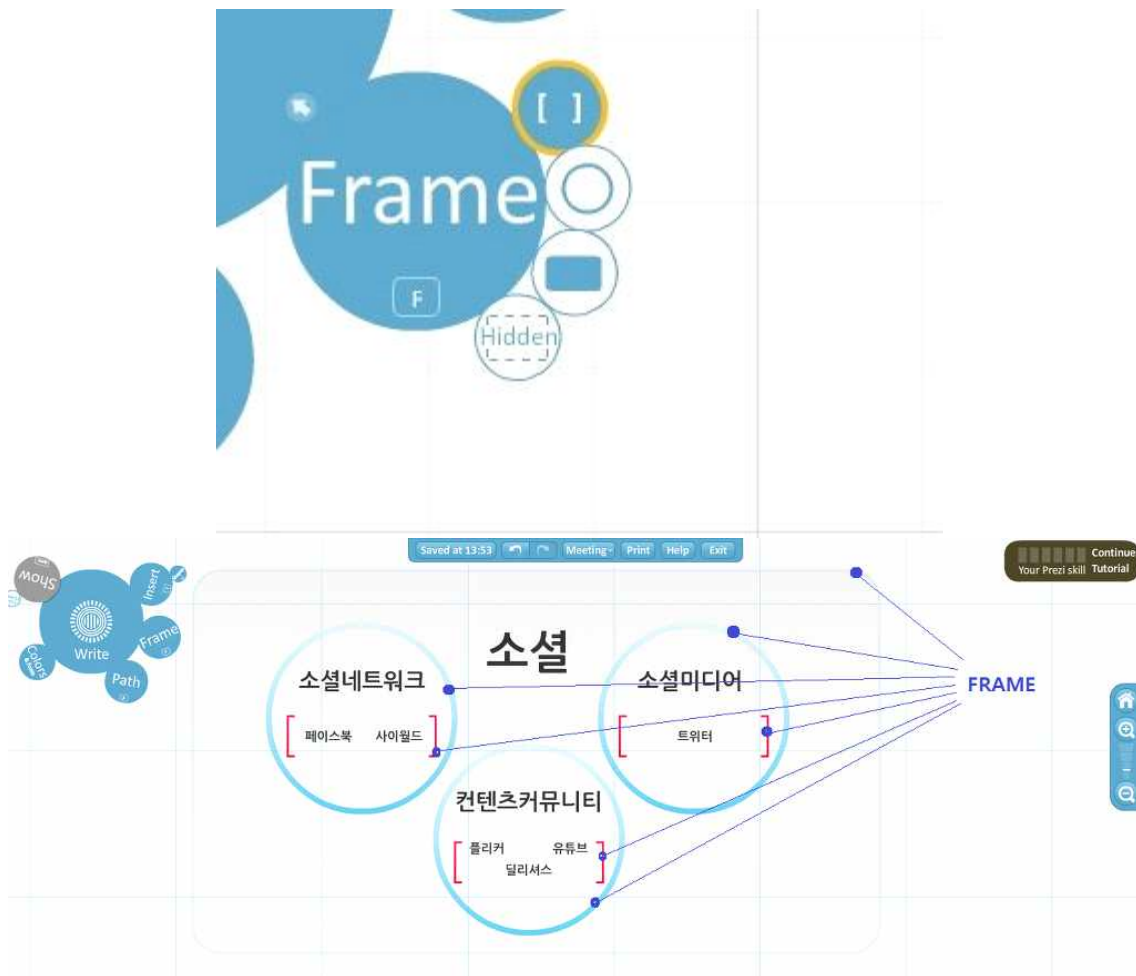 [ ]
Frame
F
Hidden
Saved at 13:53 Meeting Print Help Exit
Continue
Your Prezi skill Tutorial
Show
Insert
Write
Frame
Colors
Path
소셜
소셜네트워크
소셜미디어
FRAME
페이스북 사이월드
트위터
컨텐츠커뮤니티
플리커 유튜브
딜리셔스